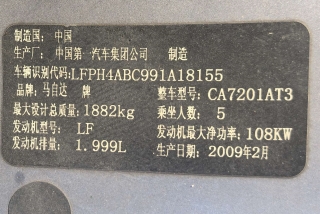 制造国：中国
生产厂：中国第一汽车集团公司 制造
车辆识别代码：LFPH4ABC991A18155
品牌：马自达 牌 整车型号：CA7201AT3
最大设计总质量：1882kg 乘坐人数：5
发动机型号：LF 发动机最大净功率：108KW
发动机排量：1.999L 生产日期：2009年2月